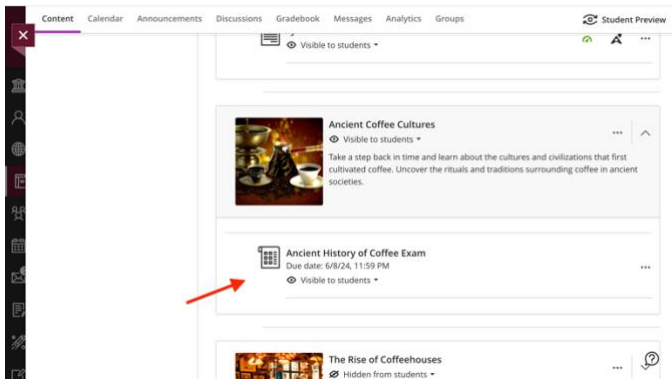 Content Calendar Announcements Discussions Gradebook Messages Analytics Groups Student Preview
Visible to students
Ancient Coffee Cultures
Visible to students
Take a step back in time and learn about the cultures and civilizations that first
cultivated coffee. Uncover the rituals and traditions surrounding coffee in ancient
societies.
Ancient History of Coffee Exam
Due date: 6/8/24, 11:59 PM
Visible to students
The Rise of Coffeehouses
Hidden from students